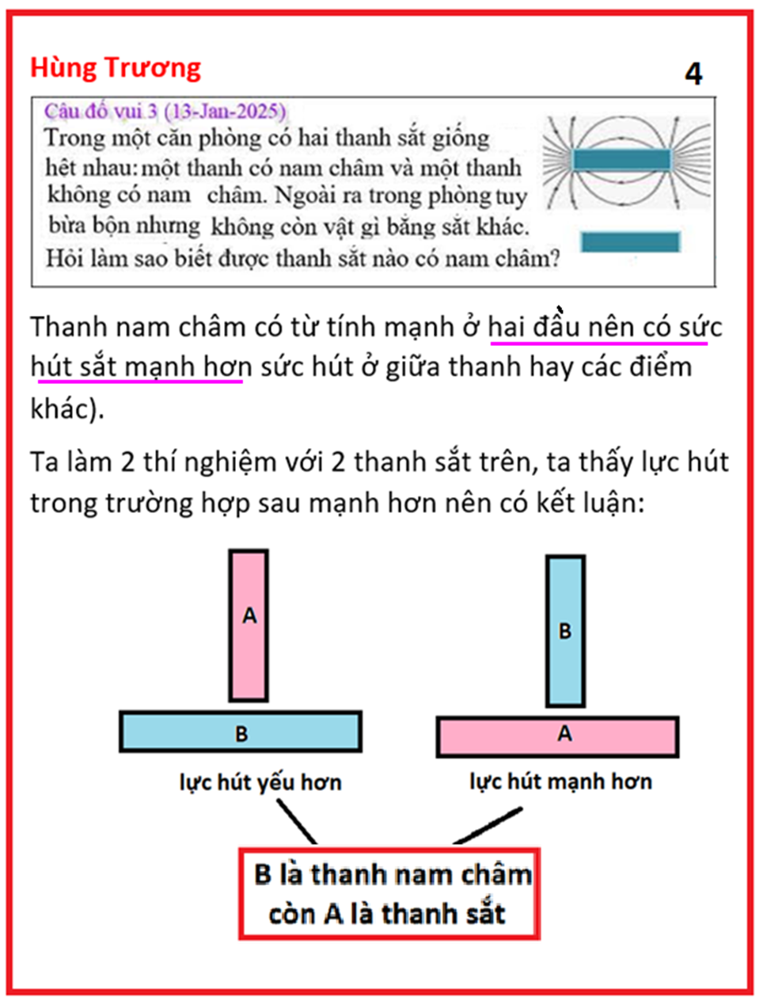 Hùng Trương
4
Câu đố vui 3 (13-Jan-2025)
Trong một căn phòng có hai thanh sắt giống
hệt nhau: một thanh có nam châm và một thanh
không có nam châm. Ngoài ra trong phòng tuy
bừa bộn nhưng không còn vật gì bằng sắt khác.
Hỏi làm sao biết được thanh sắt nào có nam châm?
Thanh nam châm có từ tính mạnh ở hai đầu nên có sức
hút sắt mạnh hơn sức hút ở giữa thanh hay các điểm
khác).
Ta làm 2 thí nghiệm với 2 thanh sắt trên, ta thấy lực hút
trong trường hợp sau mạnh hơn nên có kết luận:
A
B
B
A
lực hút yếu hơn
lực hút mạnh hơn
B là thanh nam châm
còn A là thanh sắt